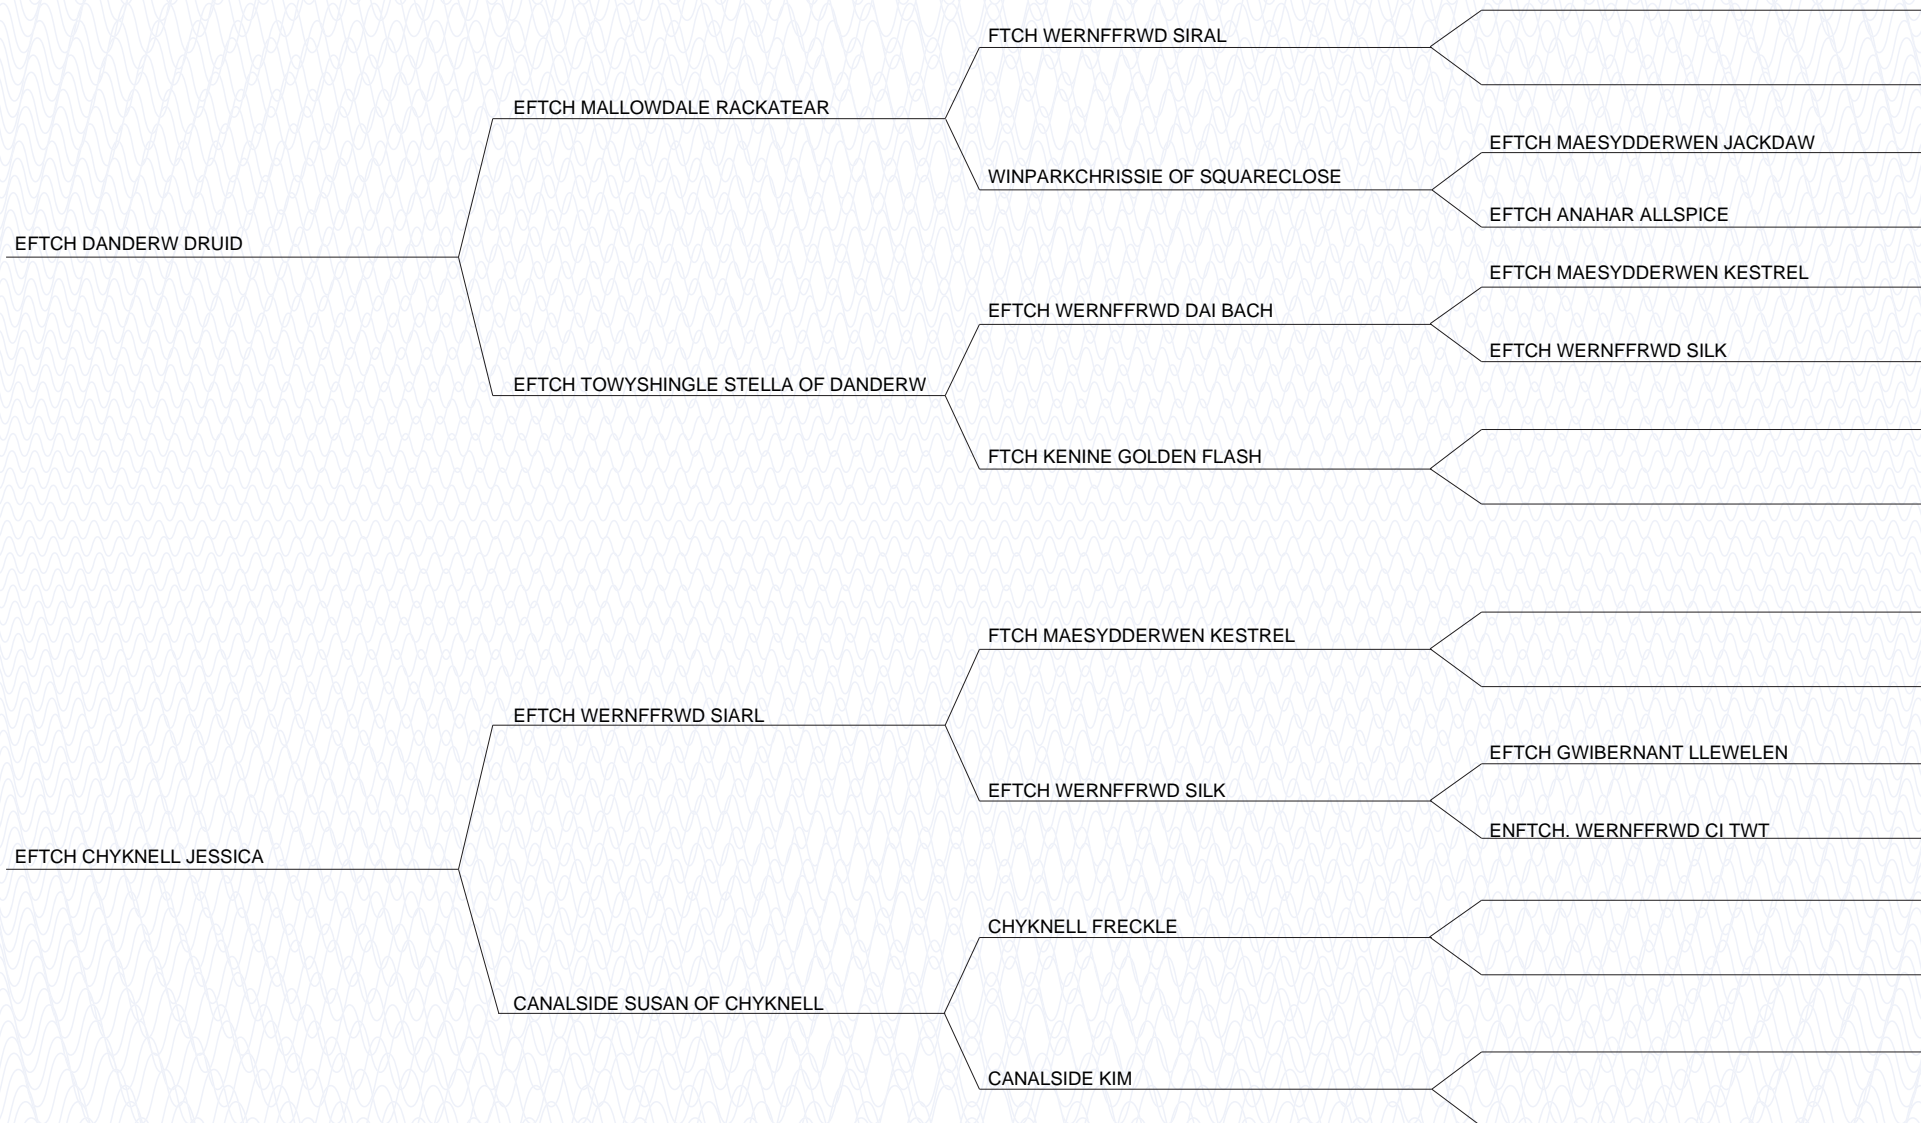 FTCH WERNFFRWD SIRAL
EFTCH MALLOWDALE RACKATEAR
EFTCH MAESYDDERWEN JACKDAW
WINPARKCHRISSIE OF SQUARECLOSE
EFTCH ANAHAR ALLSPICE
EFTCH DANDERW DRUID
EFTCH MAESYDDERWEN KESTREL
EFTCH WERNFFRWD DAI BACH
EFTCH WERNFFRWD SILK
EFTCH TOWYSHINGLE STELLA OF DANDERW
FTCH KENINE GOLDEN FLASH
FTCH MAESYDDERWEN KESTREL
EFTCH WERNFFRWD SIARL
EFTCH GWIBERNANT LLEWELEN
EFTCH WERNFFRWD SILK
ENFTCH. WERNFFRWD CI TWT
EFTCH CHYKNELL JESSICA
CHYKNELL FRECKLE
CANALSIDE SUSAN OF CHYKNELL
CANALSIDE KIM